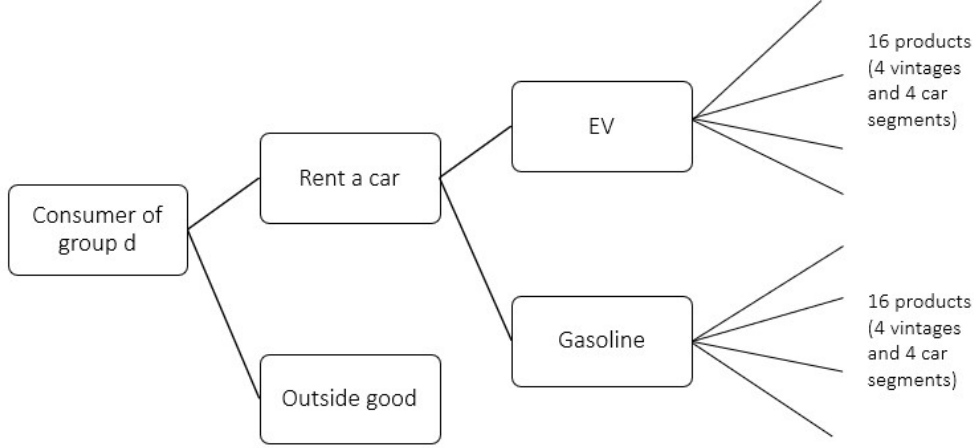 Consumer of
group d
Rent a car
Outside good
EV
Gasoline
16 products
(4 vintages
and 4 car
segments)
16 products
(4 vintages
and 4 car
segments)